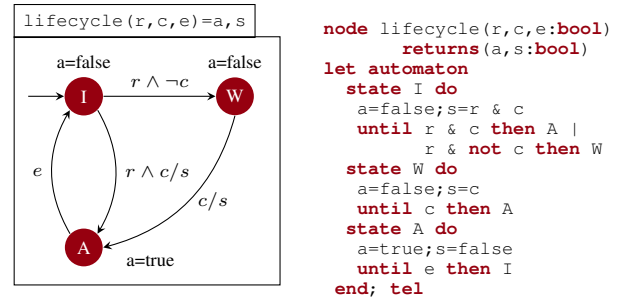 lifecycle(r,c,e)=a,s
a=false
a=false
I
r ∧ ¬c
W
e
r ∧ c/s
c/s
A
a=true
node lifecycle(r,c,e:bool)
returns(a,s:bool)
let automaton
state I do
a=false;s=r & c
until r & c then A |
r & not c then W
state W do
a=false;s=c
until c then A
state A do
a=true;s=false
until e then I
end; tel